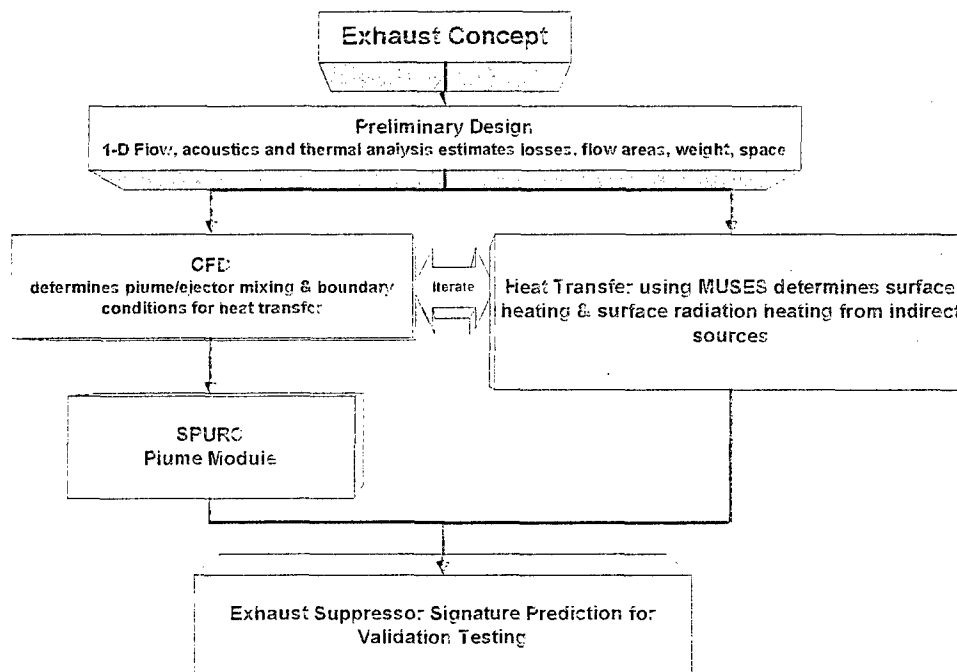 Exhaust Concept
Preliminary Design
1-D Flow, acoustics and thermal analysis estimates losses, flow areas, weight, space
CFD
determines plume/ejector mixing & boundary
conditions for heat transfer
Iterate
Heat Transfer using MUSES determines surface
heating & surface radiation heating from indirect
sources
SPURC
Plume Module
Exhaust Suppressor Signature Prediction for
Validation Testing